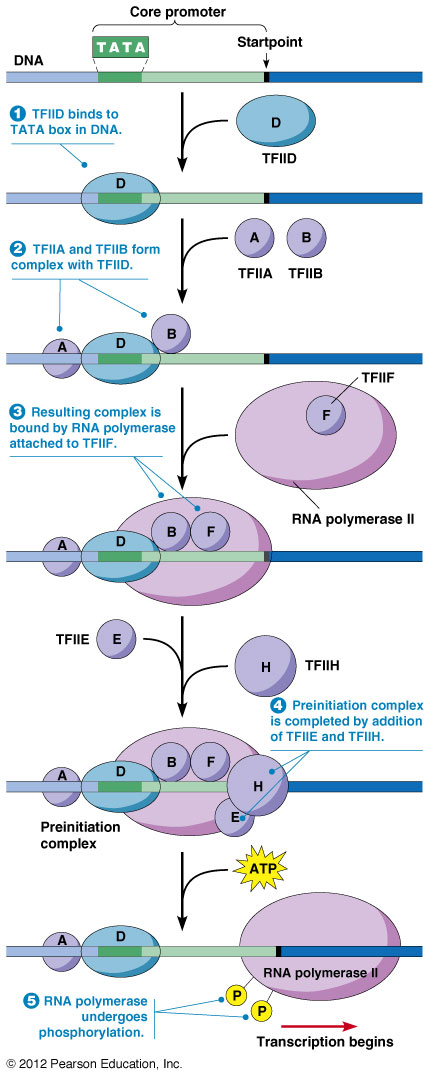 Core promoter
TATA
Startpoint
DNA
1 TFIID binds to
TATA box in DNA.
D
TFIID
D
2 TFIIA and TFIIB form
complex with TFIID.
A
B
TFIIA
TFIIB
A
D
B
TFIIF
F
3 Resulting complex is
bound by RNA polymerase
attached to TFIIF.
RNA polymerase II
A
D
B
F
TFIIE
E
H
TFIIH
4 Preinitiation complex
is completed by addition
of TFIIE and TFIIH.
A
D
B
F
H
E
Preinitiation
complex
ATP
A
D
RNA polymerase II
P
P
5 RNA polymerase
undergoes
phosphorylation.
Transcription begins
© 2012 Pearson Education, Inc.